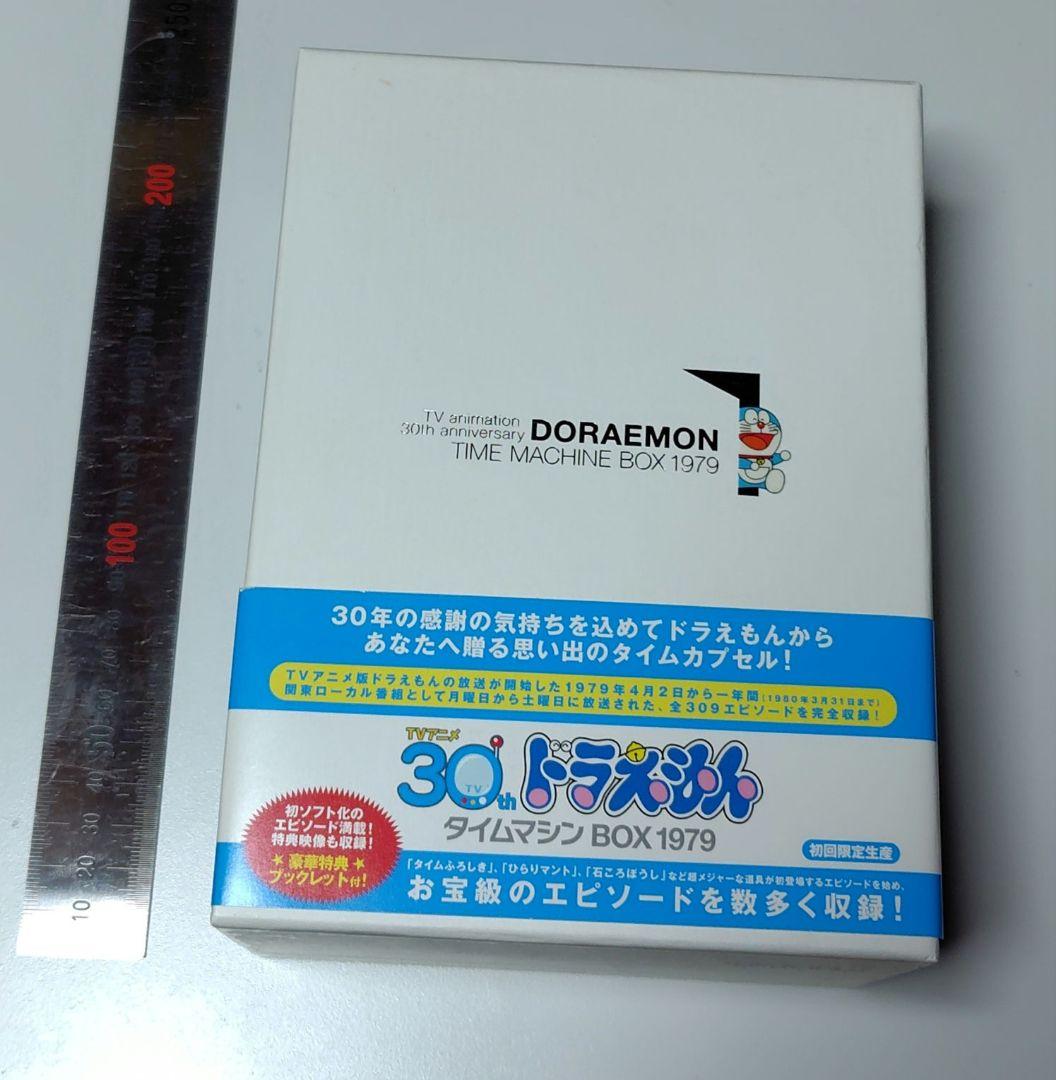 TV animation
30th anniversary DORAEMON
TIME MACHINE BOX 1979
30年の感謝の気持ちを込めてドラえもんから
あなたへ贈る思い出のタイムカプセル!
TVアニメ版ドラえもんの放送が開始した1979年4月2日から一年間(1980年3月31日まで)
関東ローカル番組として月曜日から土曜日に放送された、全309エピソードを完全収録!
TVアニメ
30th
TV
ドラえもん
タイムマシン BOX 1979
初回限定生産
初ソフト化の
エピソード満載!
特典映像も収録!
★豪華特典★
ブックレット付!
「タイムふろしき」、「ひらりマント」、「石ころぼうし」など超メジャーな道具が初登場するエピソードを始め、
お宝級のエピソードを数多く収録!
200
100
90
70
50
40
30
20
10